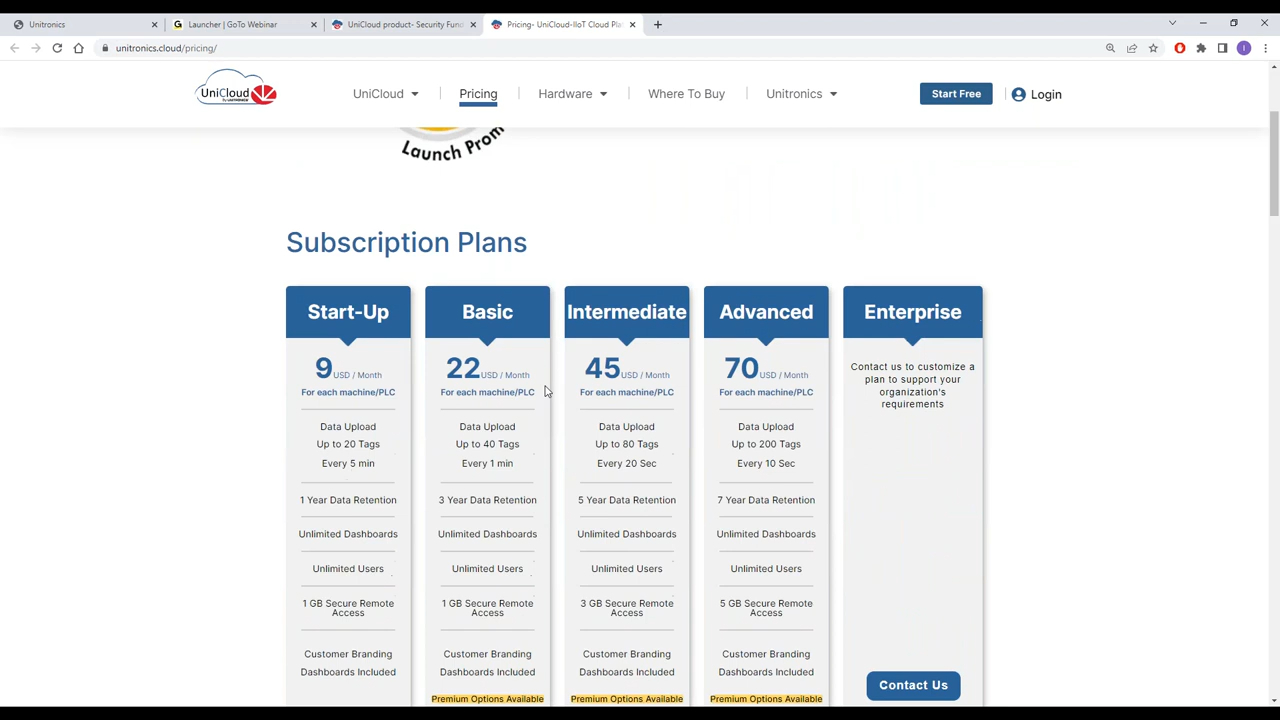 Unitronics
Launcher | GoTo Webinar
UniCloud product- Security Fund
Pricing- UniCloud-IIoT Cloud Pla
unitronics.cloud/pricing/
I
UniCloud
By UNITRONICS
UniCloud
Pricing
Hardware
Where To Buy
Unitronics
Start Free
Login
Launch Prom
Subscription Plans
Start-Up
9 USD / Month
For each machine/PLC
Data Upload
Up to 20 Tags
Every 5 min
1 Year Data Retention
Unlimited Dashboards
Unlimited Users
1 GB Secure Remote
Access
Customer Branding
Dashboards Included
Basic
22 USD / Month
For each machine/PLC
Data Upload
Up to 40 Tags
Every 1 min
3 Year Data Retention
Unlimited Dashboards
Unlimited Users
1 GB Secure Remote
Access
Customer Branding
Dashboards Included
Premium Options Available
Intermediate
45 USD / Month
For each machine/PLC
Data Upload
Up to 80 Tags
Every 20 Sec
5 Year Data Retention
Unlimited Dashboards
Unlimited Users
3 GB Secure Remote
Access
Customer Branding
Dashboards Included
Premium Options Available
Advanced
70 USD / Month
For each machine/PLC
Data Upload
Up to 200 Tags
Every 10 Sec
7 Year Data Retention
Unlimited Dashboards
Unlimited Users
5 GB Secure Remote
Access
Customer Branding
Dashboards Included
Premium Options Available
Enterprise
Contact us to customize a
plan to support your
organization's
requirements
Contact Us